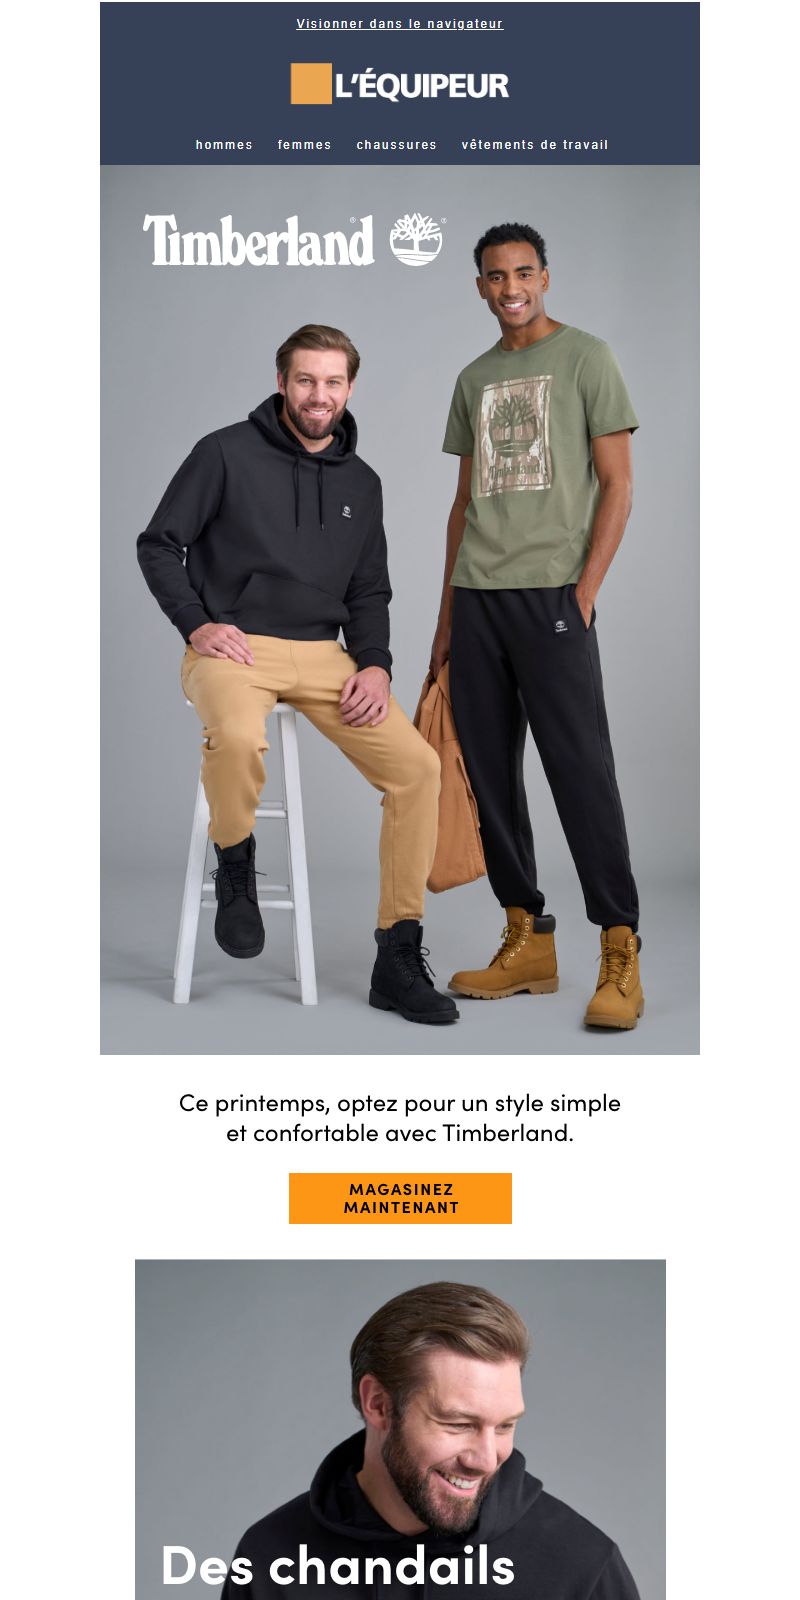 Visionner dans le navigateur
L'ÉQUIPEUR
hommes femmes chaussures vêtements de travail
Timberland®
Timberland
Timberland
Ce printemps, optez pour un style simple
et confortable avec Timberland.
MAGASINEZ
MAINTENANT
Des chandails